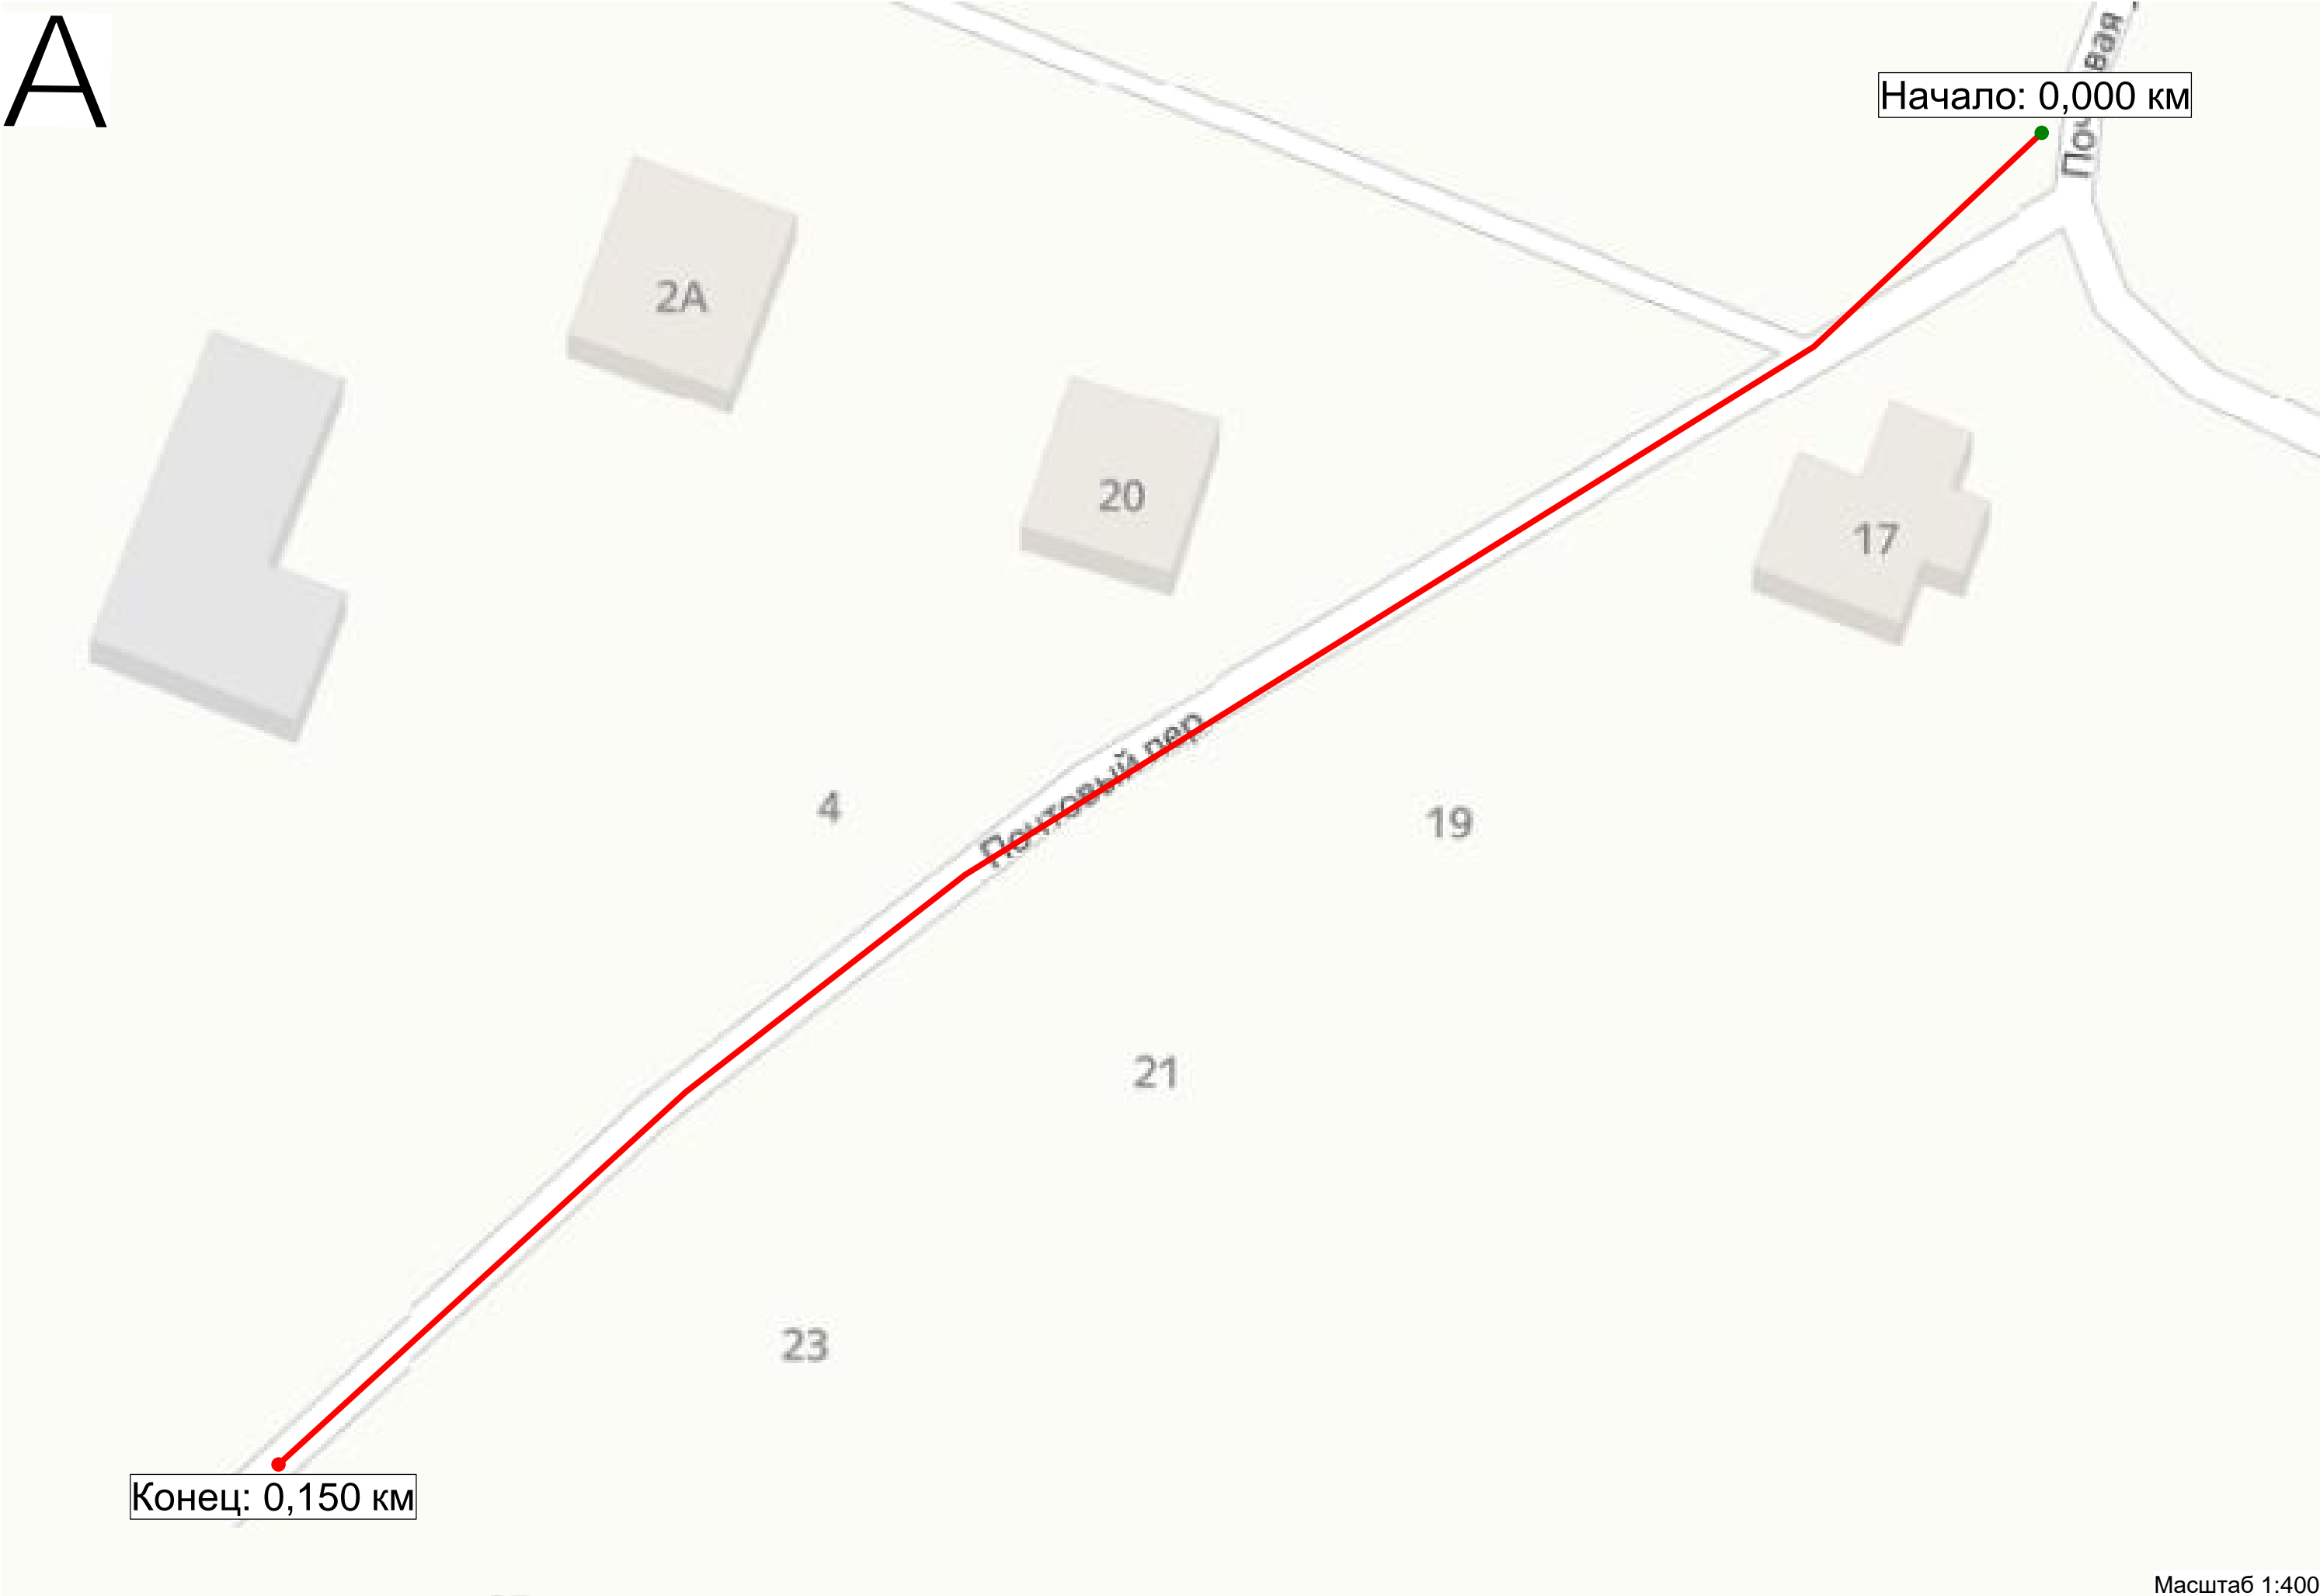 А
Начало: 0,000 км
2А
20
17
Почтовый пер
4
19
21
23
Конец: 0,150 км
Масштаб 1:400